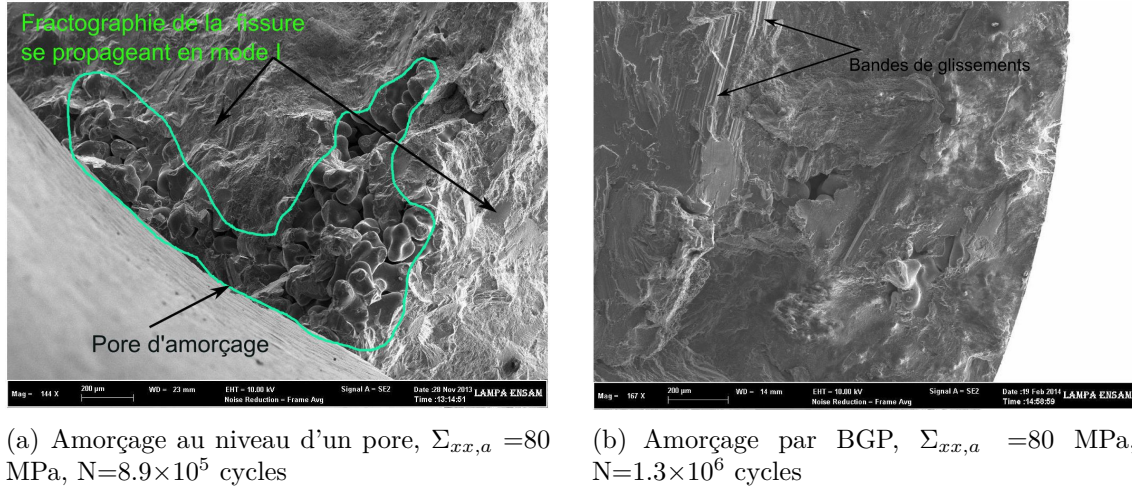 Fractographie de la fissure
se propageant en mode I
Pore d'amorçage
Mag = 144 X
200 µm
WD = 23 mm
EHT = 10.00 kV
Noise Reduction = Frame Avg
Signal A = SE2
Date :28 Nov 2013
Time :13:14:51
LAMPA ENSAM
(a) Amorçage au niveau d'un pore, Σxx,a =80
MPa, N=8.9×10⁵ cycles
Bandes de glissements
Mag = 167 X
200 µm
WD = 14 mm
EHT = 10.00 kV
Noise Reduction = Frame Avg
Signal A = SE2
Date :19 Feb 2014
Time :14:58:59
LAMPA ENSAM
(b) Amorçage par BGP, Σxx,a =80 MPa,
N=1.3×10⁶ cycles